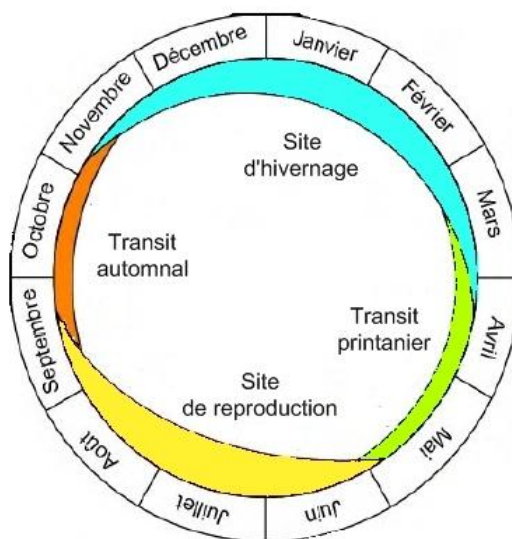 Janvier
Février
Mars
Avril
Mai
Juin
Juillet
Août
Septembre
Octobre
Novembre
Décembre
Site
d'hivernage
Transit
automnal
Transit
printanier
Site
de reproduction